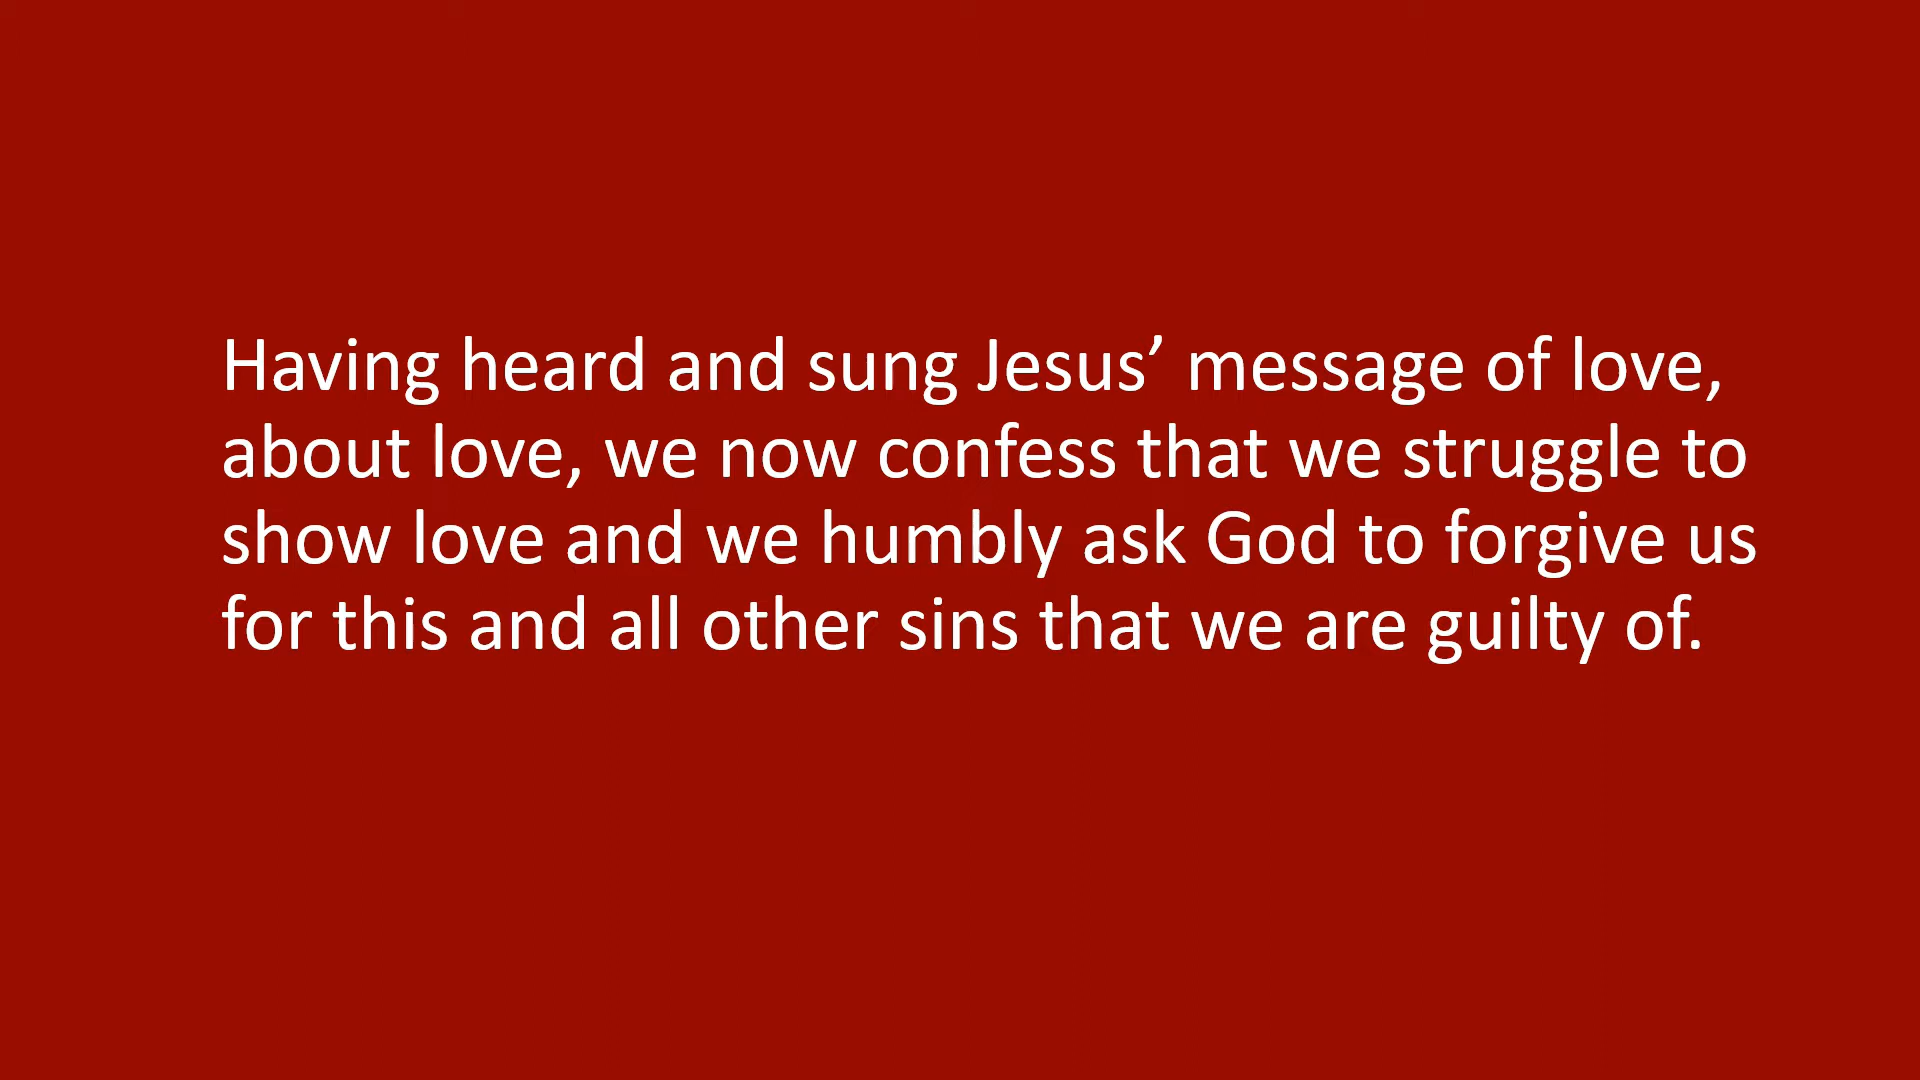 Having heard and sung Jesus’ message of love,
about love, we now confess that we struggle to
show love and we humbly ask God to forgive us
for this and all other sins that we are guilty of.